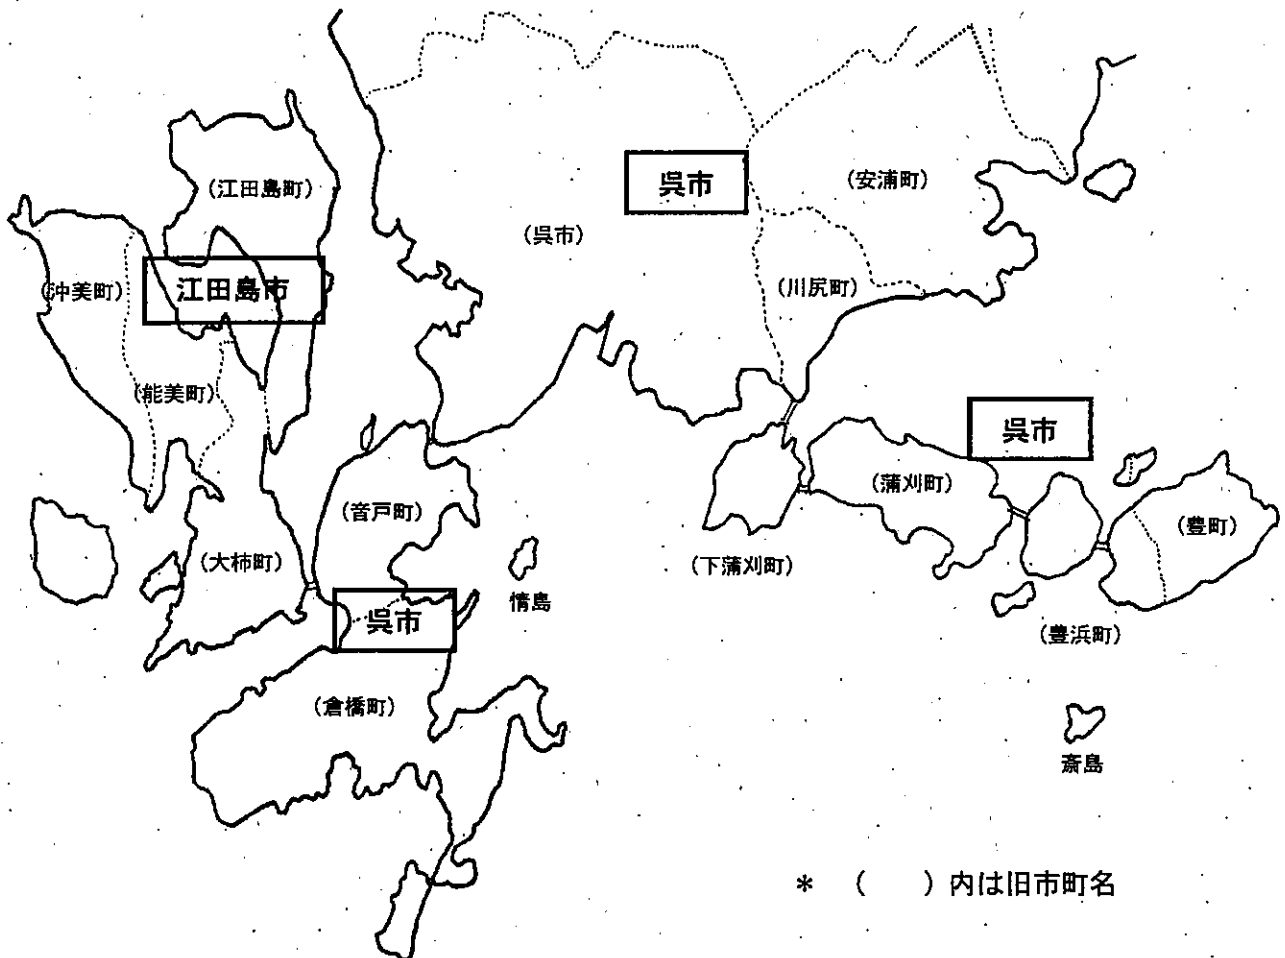 呉市
(安浦町)
(江田島町)
(呉市)
(沖美町)
江田島市
(川尻町)
(能美町)
呉市
(蒲刈町)
(音戸町)
(豊町)
(大柿町)
(下蒲刈町)
情島
呉市
(豊浜町)
(倉橋町)
斎島
* ( )内は旧市町名